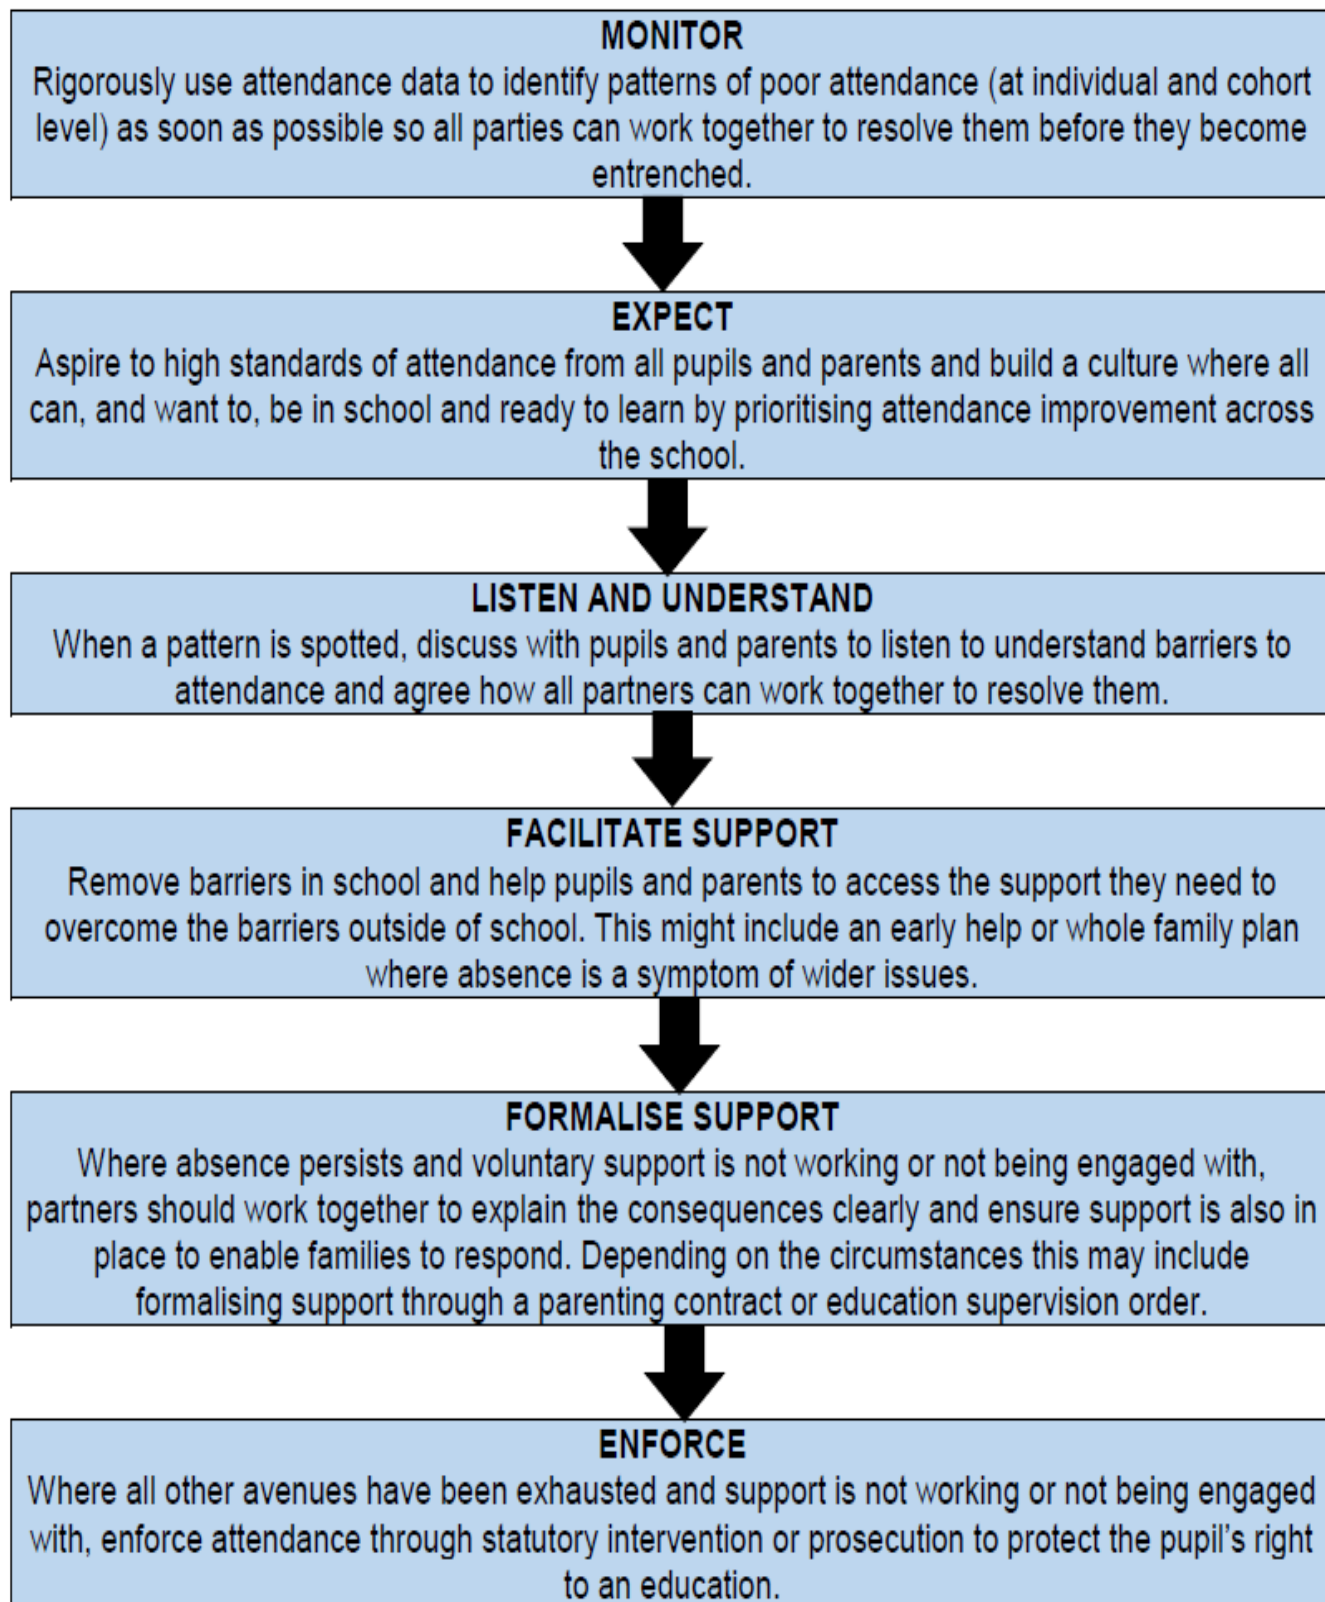 MONITOR
Rigorously use attendance data to identify patterns of poor attendance (at individual and cohort
level) as soon as possible so all parties can work together to resolve them before they become
entrenched.
EXPECT
Aspire to high standards of attendance from all pupils and parents and build a culture where all
can, and want to, be in school and ready to learn by prioritising attendance improvement across
the school.
LISTEN AND UNDERSTAND
When a pattern is spotted, discuss with pupils and parents to listen to understand barriers to
attendance and agree how all partners can work together to resolve them.
FACILITATE SUPPORT
Remove barriers in school and help pupils and parents to access the support they need to
overcome the barriers outside of school. This might include an early help or whole family plan
where absence is a symptom of wider issues.
FORMALISE SUPPORT
Where absence persists and voluntary support is not working or not being engaged with,
partners should work together to explain the consequences clearly and ensure support is also in
place to enable families to respond. Depending on the circumstances this may include
formalising support through a parenting contract or education supervision order.
ENFORCE
Where all other avenues have been exhausted and support is not working or not being engaged
with, enforce attendance through statutory intervention or prosecution to protect the pupil’s right
to an education.